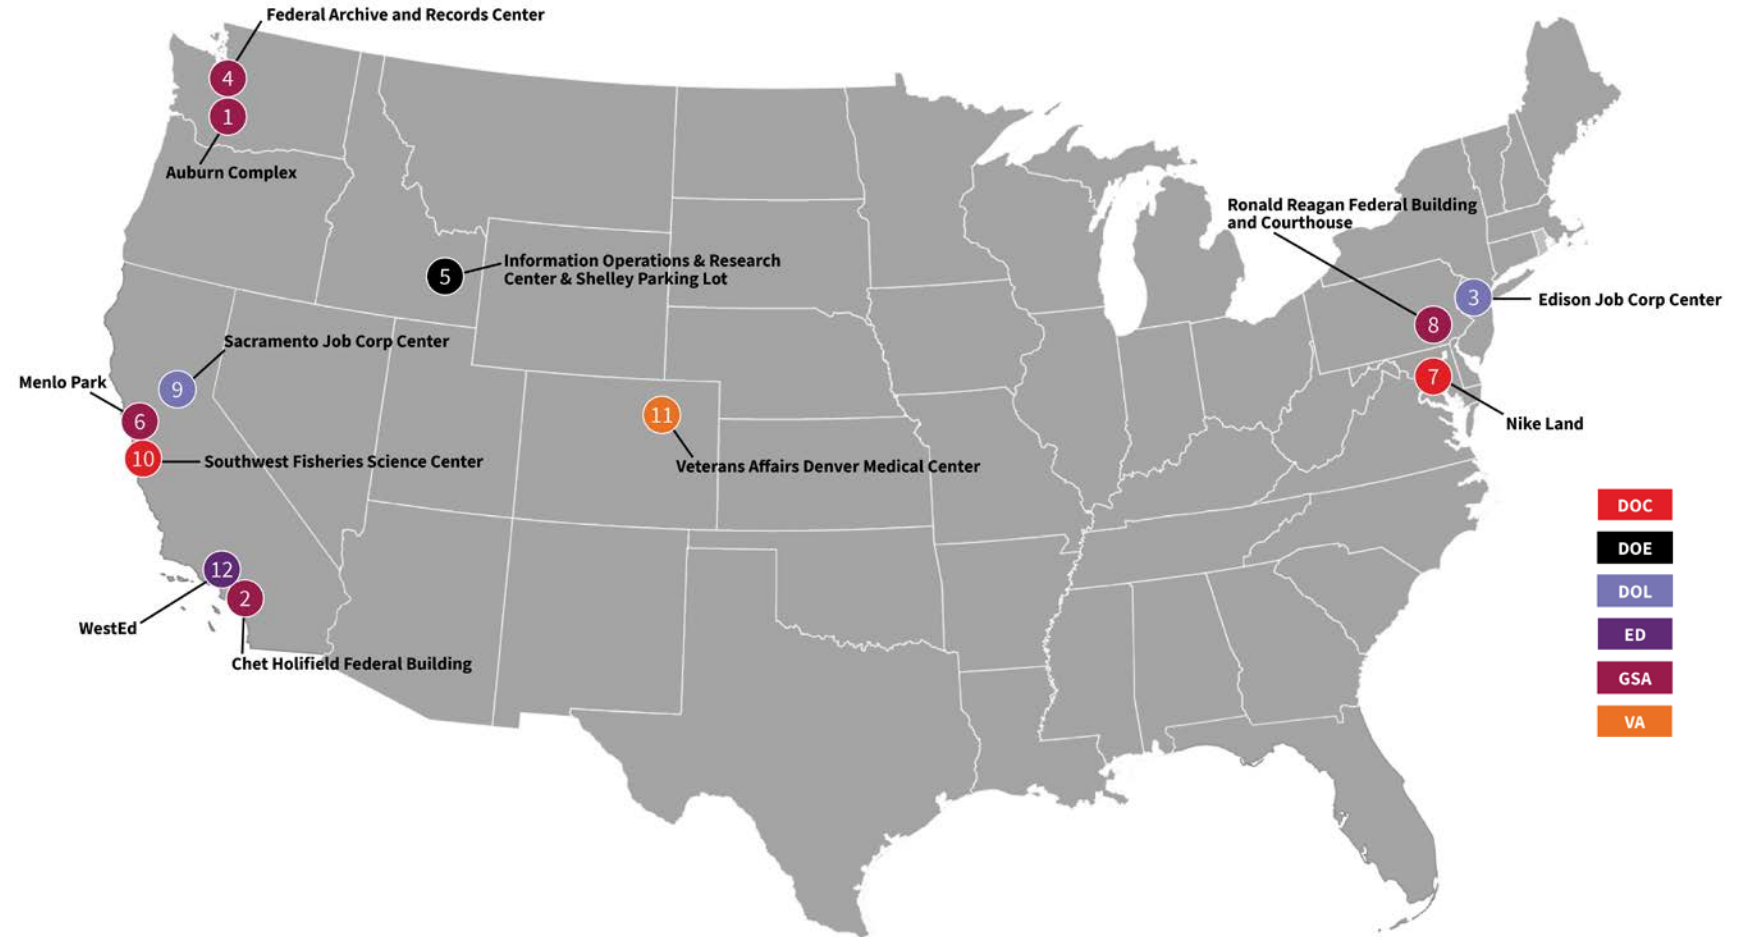 Federal Archive and Records Center
4
1
Auburn Complex
Ronald Reagan Federal Building
and Courthouse
5
Information Operations & Research
Center & Shelley Parking Lot
3
Edison Job Corp Center
8
Sacramento Job Corp Center
Menlo Park
9
7
6
11
Nike Land
10
Southwest Fisheries Science Center
Veterans Affairs Denver Medical Center
DOC
DOE
12
DOL
2
WestEd
ED
Chet Holifield Federal Building
GSA
VA